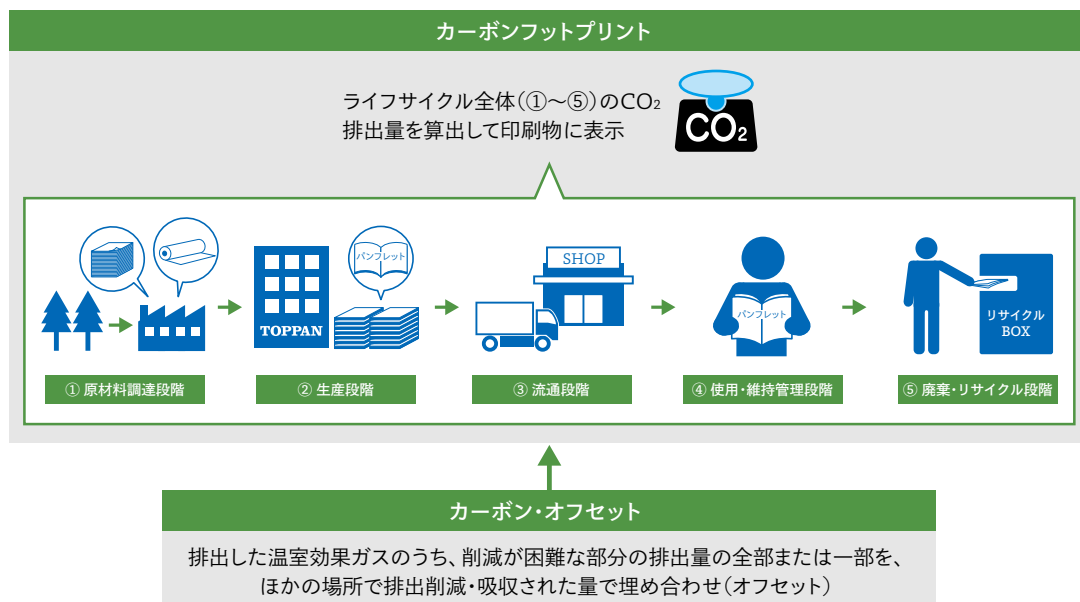 カーボンフットプリント
ライフサイクル全体(①〜⑤)のCO₂
排出量を算出して印刷物に表示
CO₂
パンフレット
SHOP
TOPPAN
パンフレット
リサイクル
BOX
① 原材料調達段階
② 生産段階
③ 流通段階
④ 使用・維持管理段階
⑤ 廃棄・リサイクル段階
カーボン・オフセット
排出した温室効果ガスのうち、削減が困難な部分の排出量の全部または一部を、
ほかの場所で排出削減・吸収された量で埋め合わせ(オフセット)